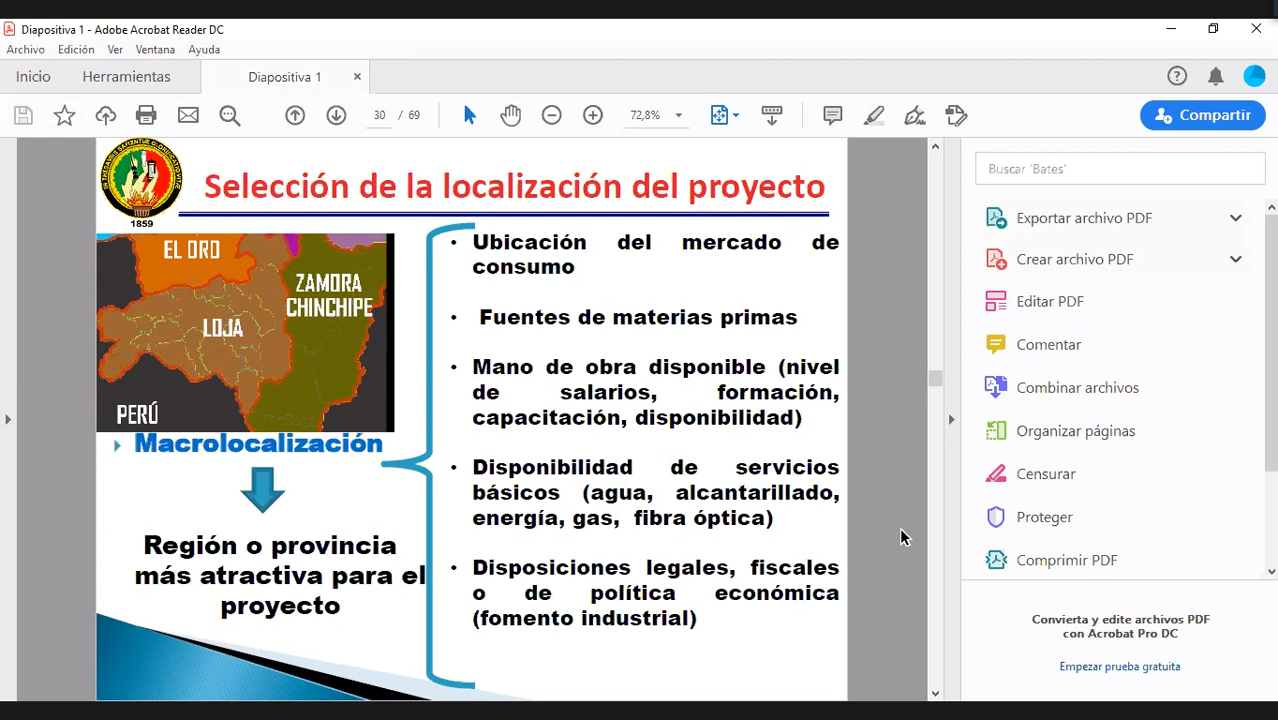 Diapositiva 1 - Adobe Acrobat Reader DC
Archivo Edición Ver Ventana Ayuda
Inicio Herramientas Diapositiva 1
30 / 69 72,8% Compartir
1859
Selección de la localización del proyecto
EL ORO
ZAMORA
CHINCHIPE
LOJA
PERÚ
Macrolocalización
Región o provincia
más atractiva para el
proyecto
• Ubicación del mercado de
consumo
• Fuentes de materias primas
• Mano de obra disponible (nivel
de salarios, formación,
capacitación, disponibilidad)
• Disponibilidad de servicios
básicos (agua, alcantarillado,
energía, gas, fibra óptica)
• Disposiciones legales, fiscales
o de política económica
(fomento industrial)
Buscar 'Bates'
Exportar archivo PDF
Crear archivo PDF
Editar PDF
Comentar
Combinar archivos
Organizar páginas
Censurar
Proteger
Comprimir PDF
Convierta y edite archivos PDF
con Acrobat Pro DC
Empezar prueba gratuita